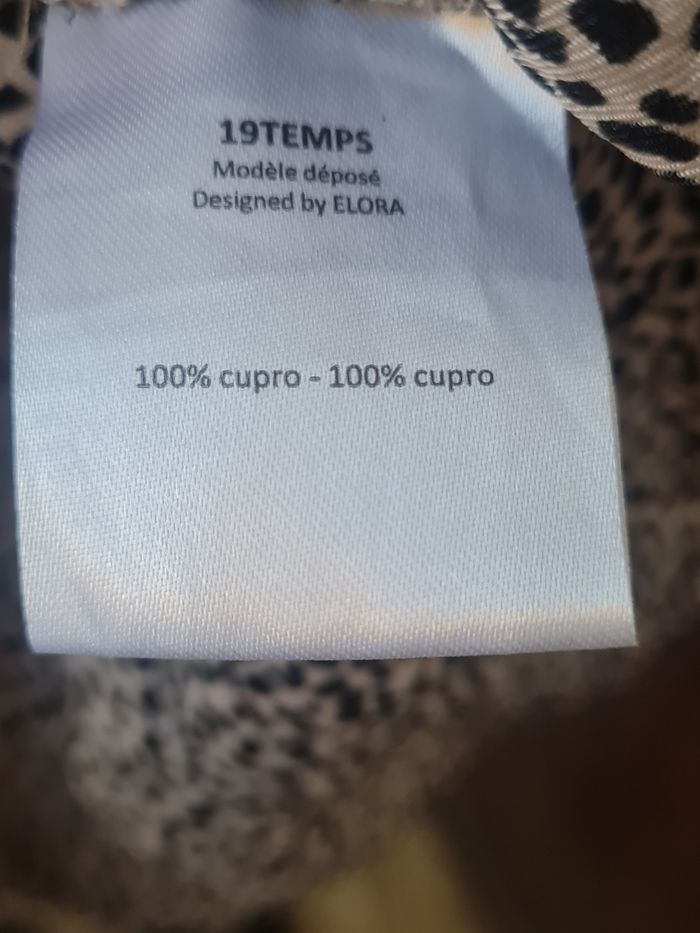 19TEMPS
Modèle déposé
Designed by ELORA
100% cupro - 100% cupro